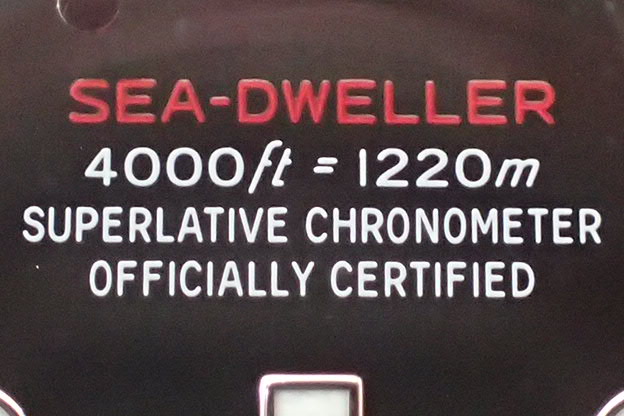 SEA-DWELLER
4000ft = 1220m
SUPERLATIVE CHRONOMETER
OFFICIALLY CERTIFIED